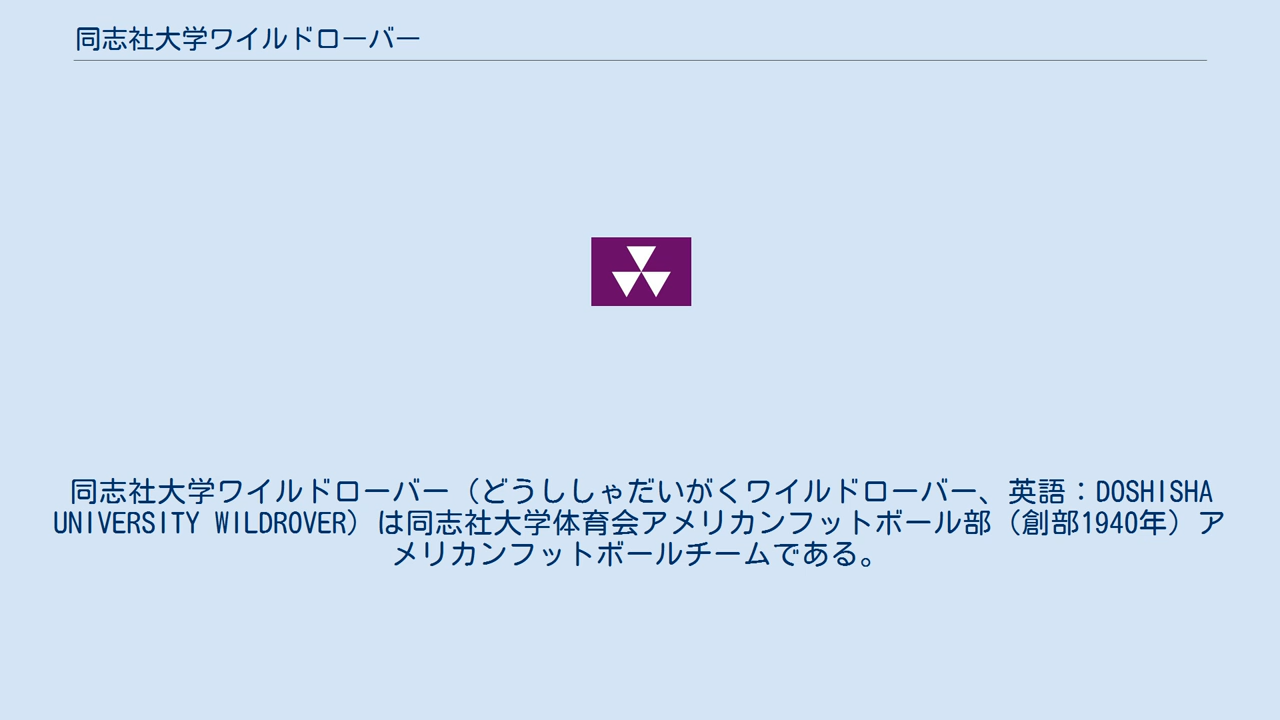 同志社大学ワイルドローバー
同志社大学ワイルドローバー（どうししゃだいがくワイルドローバー、英語：DOSHISHA
UNIVERSITY WILDROVER）は同志社大学体育会アメリカンフットボール部（創部1940年）ア
メリカンフットボールチームである。